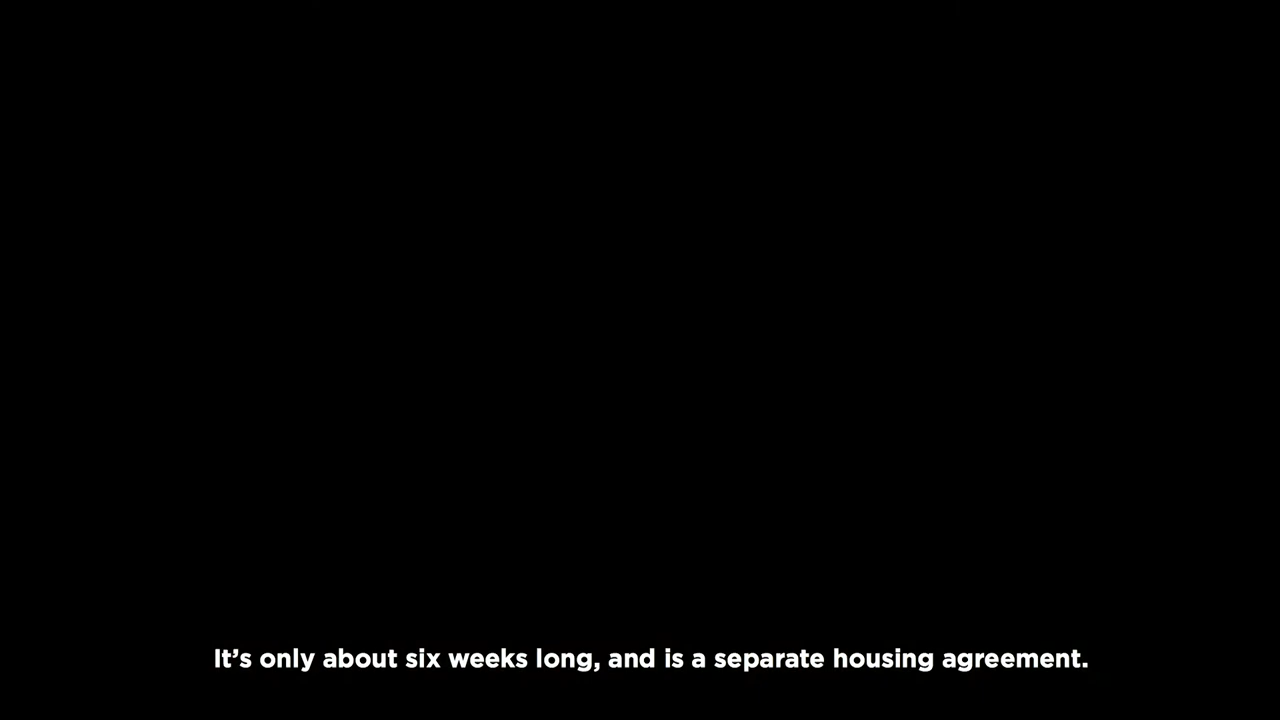 It’s only about six weeks long, and is a separate housing agreement.